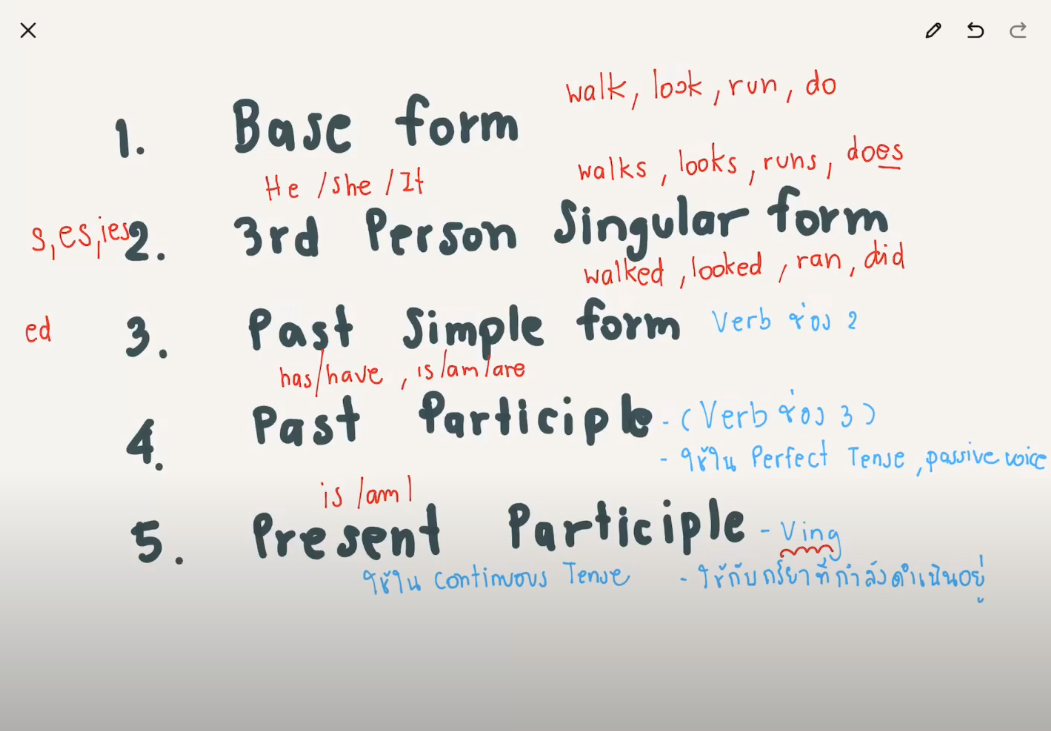 walk, look, run, do
1. Base form
walks, looks, runs, does
He /she /It
s,es,ies 2. 3rd Person Singular form
walked, looked, ran, did
ed 3. Past Simple form Verb ช่อง 2
has/have, is/am/are
4. Past Participle - (Verb ช่อง 3)
- ใช้ใน Perfect Tense, passive voice
is /am/
5. Present Participle - Ving
ใช้ใน continuous Tense - ใช้กับกริยาที่กำลังดำเนินอยู่